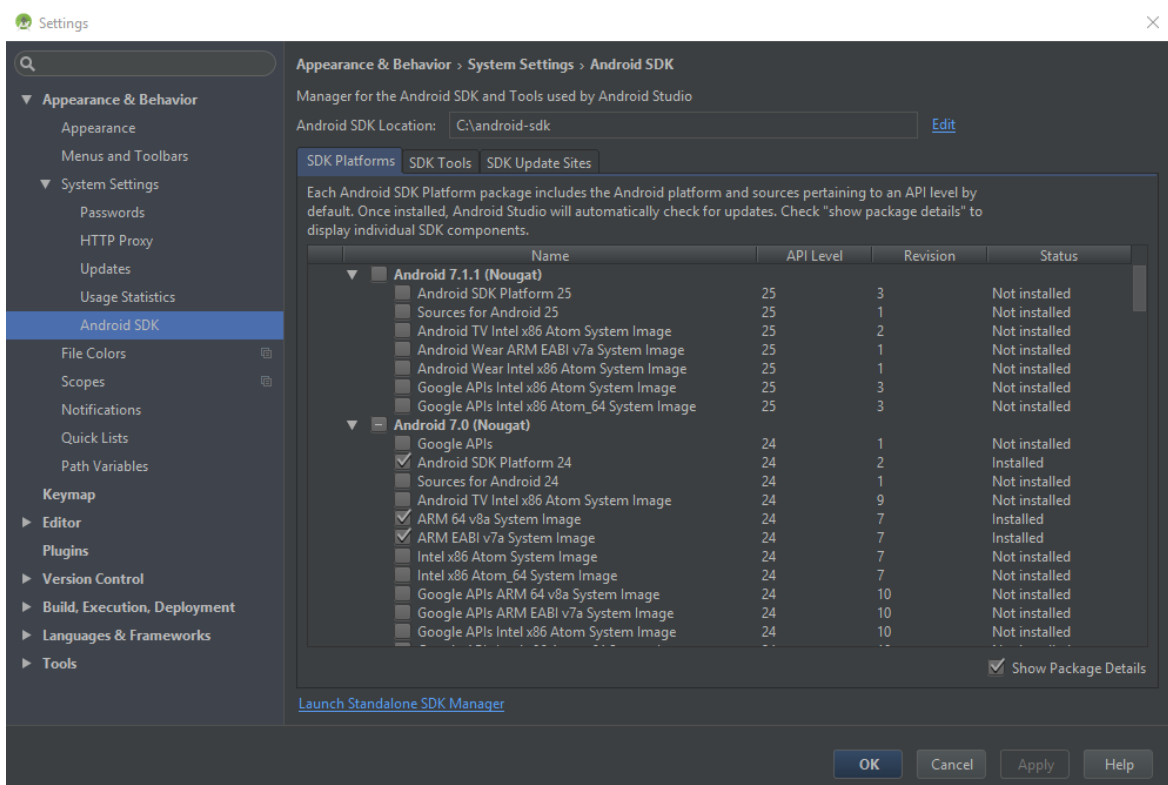 Settings
Appearance & Behavior
Appearance
Menus and Toolbars
System Settings
Passwords
HTTP Proxy
Updates
Usage Statistics
Android SDK
File Colors
Scopes
Notifications
Quick Lists
Path Variables
Keymap
Editor
Plugins
Version Control
Build, Execution, Deployment
Languages & Frameworks
Tools
Appearance & Behavior › System Settings › Android SDK
Manager for the Android SDK and Tools used by Android Studio
Android SDK Location: C:\android-sdk Edit
SDK Platforms SDK Tools SDK Update Sites
Each Android SDK Platform package includes the Android platform and sources pertaining to an API level by
default. Once installed, Android Studio will automatically check for updates. Check "show package details" to
display individual SDK components.
Name API Level Revision Status
Android 7.1.1 (Nougat)
Android SDK Platform 25 25 3 Not installed
Sources for Android 25 25 1 Not installed
Android TV Intel x86 Atom System Image 25 2 Not installed
Android Wear ARM EABI v7a System Image 25 1 Not installed
Android Wear Intel x86 Atom System Image 25 1 Not installed
Google APIs Intel x86 Atom System Image 25 3 Not installed
Google APIs Intel x86 Atom_64 System Image 25 3 Not installed
Android 7.0 (Nougat)
Google APIs 24 1 Not installed
Android SDK Platform 24 24 2 Installed
Sources for Android 24 24 1 Not installed
Android TV Intel x86 Atom System Image 24 9 Not installed
ARM 64 v8a System Image 24 7 Installed
ARM EABI v7a System Image 24 7 Installed
Intel x86 Atom System Image 24 7 Not installed
Intel x86 Atom_64 System Image 24 7 Not installed
Google APIs ARM 64 v8a System Image 24 10 Not installed
Google APIs ARM EABI v7a System Image 24 10 Not installed
Google APIs Intel x86 Atom System Image 24 10 Not installed
Show Package Details
Launch Standalone SDK Manager
OK Cancel Apply Help